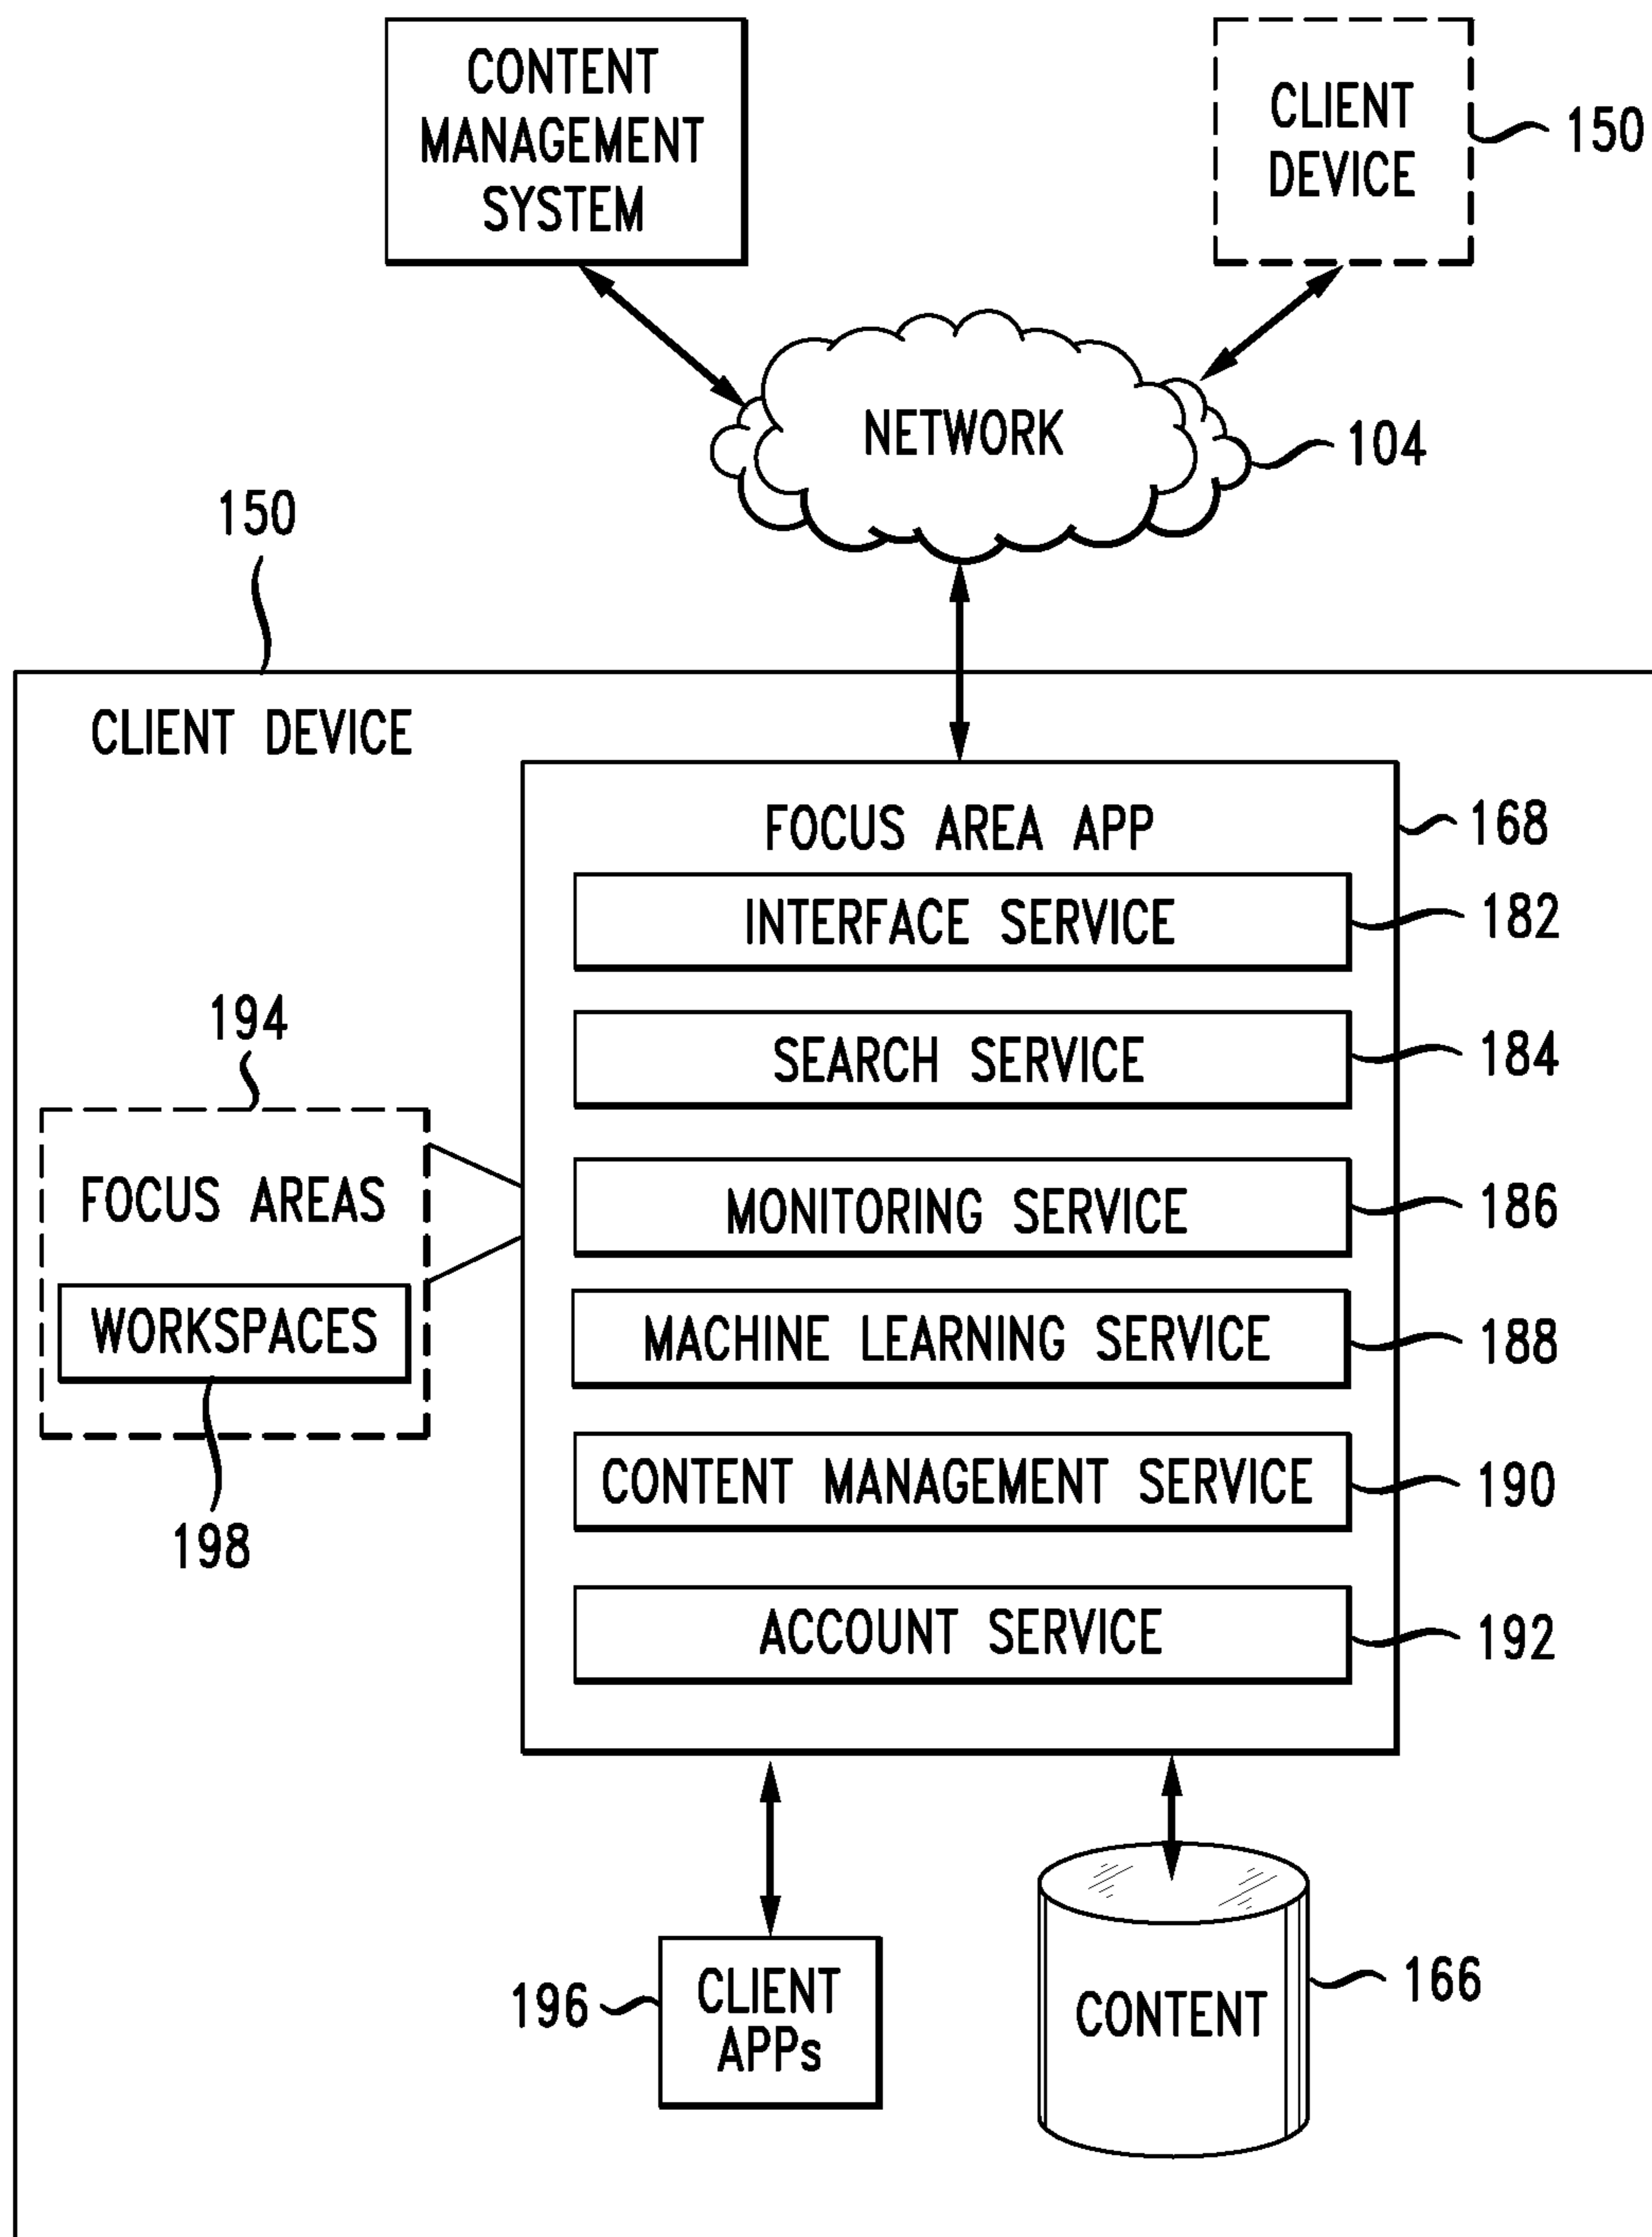 CONTENT
MANAGEMENT
SYSTEM
CLIENT
DEVICE
150
NETWORK
104
150
CLIENT DEVICE
FOCUS AREA APP
168
INTERFACE SERVICE
182
SEARCH SERVICE
184
194
FOCUS AREAS
MONITORING SERVICE
186
WORKSPACES
MACHINE LEARNING SERVICE
188
CONTENT MANAGEMENT SERVICE
190
198
ACCOUNT SERVICE
192
196
CLIENT
APPs
CONTENT
166